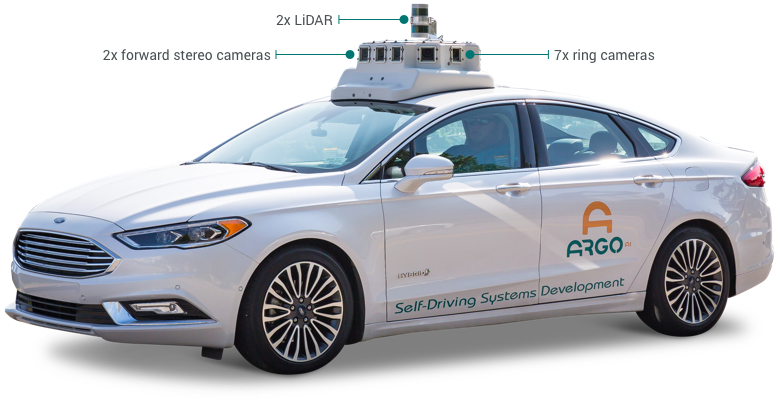 2x LiDAR
2x forward stereo cameras
7x ring cameras
ARGO AI
HYBRID
Self-Driving Systems Development